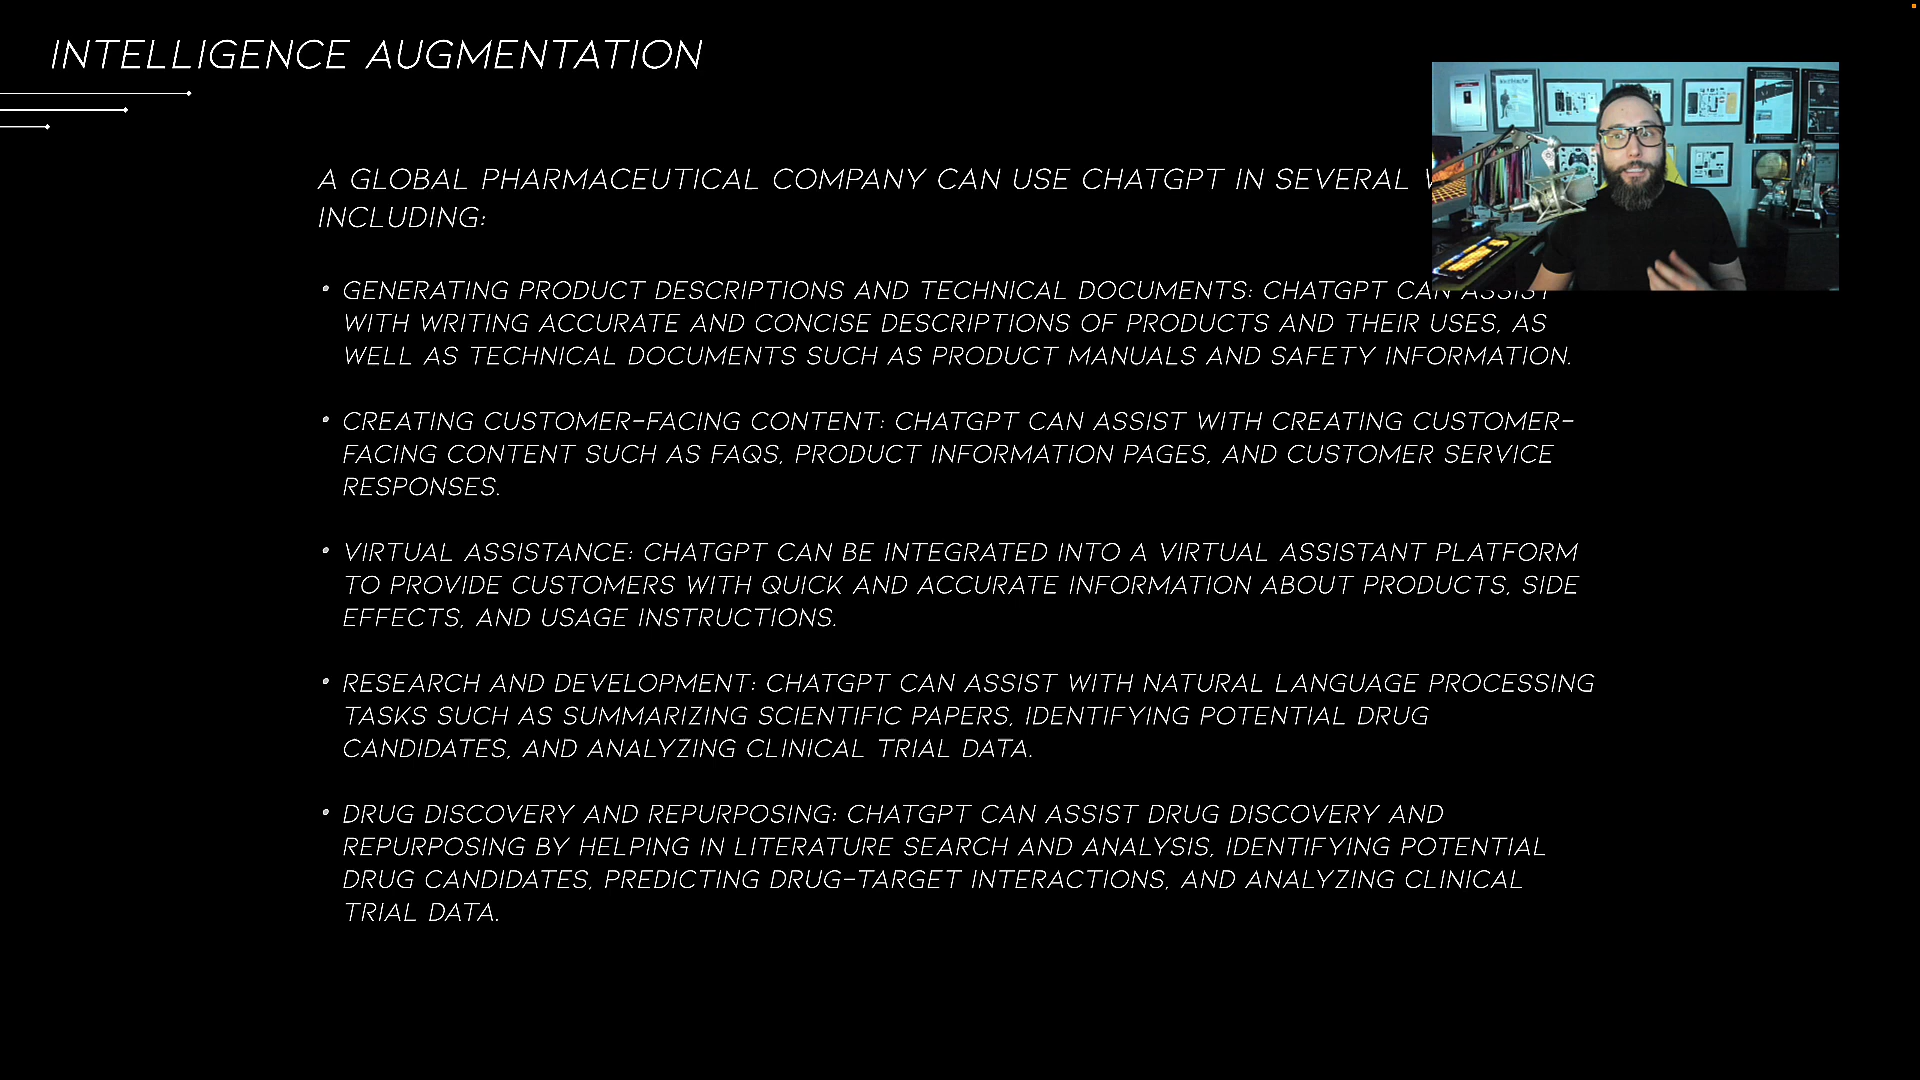 INTELLIGENCE AUGMENTATION
A GLOBAL PHARMACEUTICAL COMPANY CAN USE CHATGPT IN SEVERAL
INCLUDING:
• GENERATING PRODUCT DESCRIPTIONS AND TECHNICAL DOCUMENTS: CHATGPT CAN ASSIST
WITH WRITING ACCURATE AND CONCISE DESCRIPTIONS OF PRODUCTS AND THEIR USES, AS
WELL AS TECHNICAL DOCUMENTS SUCH AS PRODUCT MANUALS AND SAFETY INFORMATION.
• CREATING CUSTOMER-FACING CONTENT: CHATGPT CAN ASSIST WITH CREATING CUSTOMER-
FACING CONTENT SUCH AS FAQS, PRODUCT INFORMATION PAGES, AND CUSTOMER SERVICE
RESPONSES.
• VIRTUAL ASSISTANCE: CHATGPT CAN BE INTEGRATED INTO A VIRTUAL ASSISTANT PLATFORM
TO PROVIDE CUSTOMERS WITH QUICK AND ACCURATE INFORMATION ABOUT PRODUCTS, SIDE
EFFECTS, AND USAGE INSTRUCTIONS.
• RESEARCH AND DEVELOPMENT: CHATGPT CAN ASSIST WITH NATURAL LANGUAGE PROCESSING
TASKS SUCH AS SUMMARIZING SCIENTIFIC PAPERS, IDENTIFYING POTENTIAL DRUG
CANDIDATES, AND ANALYZING CLINICAL TRIAL DATA.
• DRUG DISCOVERY AND REPURPOSING: CHATGPT CAN ASSIST DRUG DISCOVERY AND
REPURPOSING BY HELPING IN LITERATURE SEARCH AND ANALYSIS, IDENTIFYING POTENTIAL
DRUG CANDIDATES, PREDICTING DRUG-TARGET INTERACTIONS, AND ANALYZING CLINICAL
TRIAL DATA.